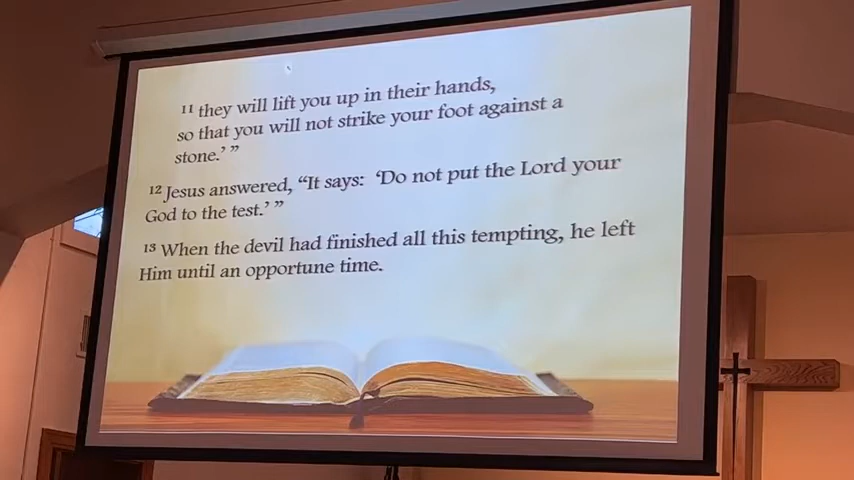 11 they will lift you up in their hands,
so that you will not strike your foot against a
stone.’ ”
12 Jesus answered, “It says: ‘Do not put the Lord your
God to the test.’ ”
13 When the devil had finished all this tempting, he left
Him until an opportune time.